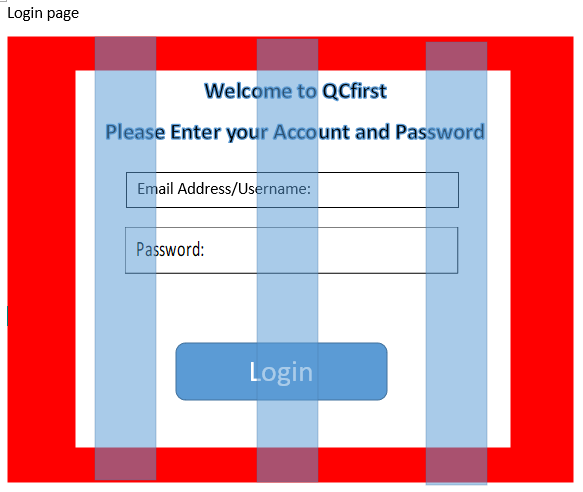 Login page
Welcome to QCfirst
Please Enter your Account and Password
Email Address/Username:
Password:
Login